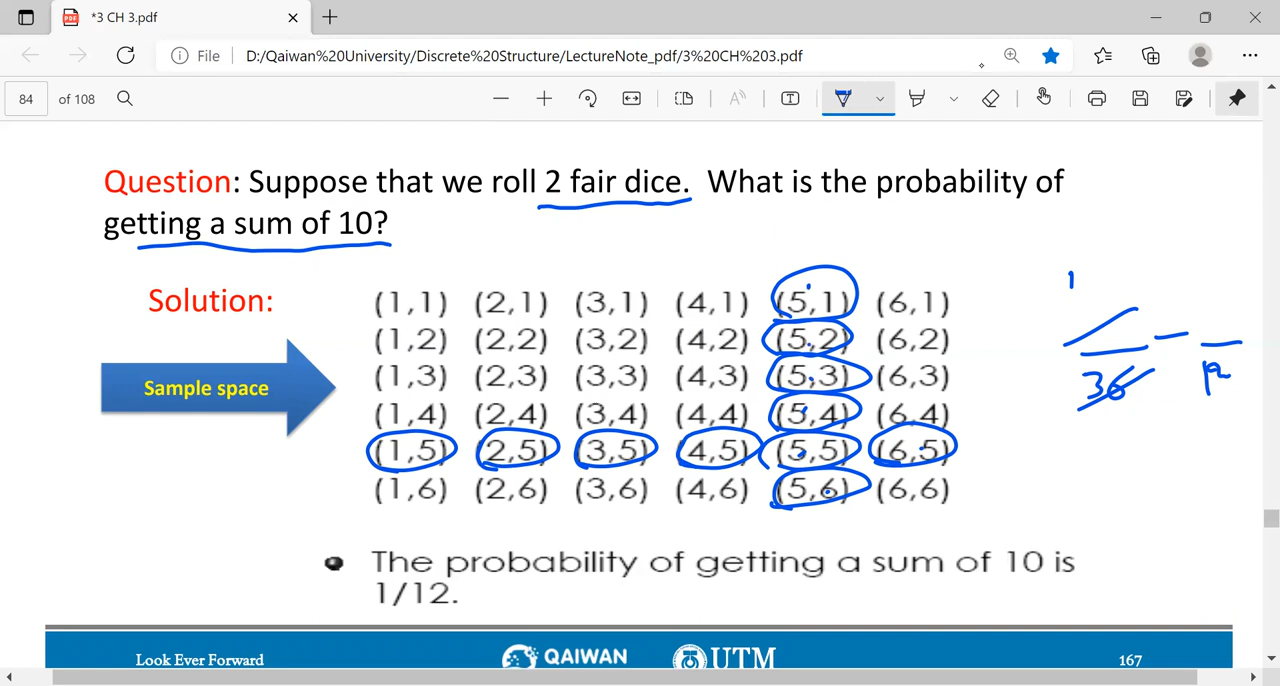 *3 CH 3.pdf
File D:/Qaiwan%20University/Discrete%20Structure/LectureNote_pdf/3%20CH%203.pdf
84 of 108
Question: Suppose that we roll 2 fair dice. What is the probability of
getting a sum of 10?
Solution:
Sample space
(1,1) (2,1) (3,1) (4,1) (5,1) (6,1)
(1,2) (2,2) (3,2) (4,2) (5,2) (6,2)
(1,3) (2,3) (3,3) (4,3) (5,3) (6,3)
(1,4) (2,4) (3,4) (4,4) (5,4) (6,4)
(1,5) (2,5) (3,5) (4,5) (5,5) (6,5)
(1,6) (2,6) (3,6) (4,6) (5,6) (6,6)
1
36
The probability of getting a sum of 10 is
1/12.
Look Ever Forward
QAIWAN
UTM
167